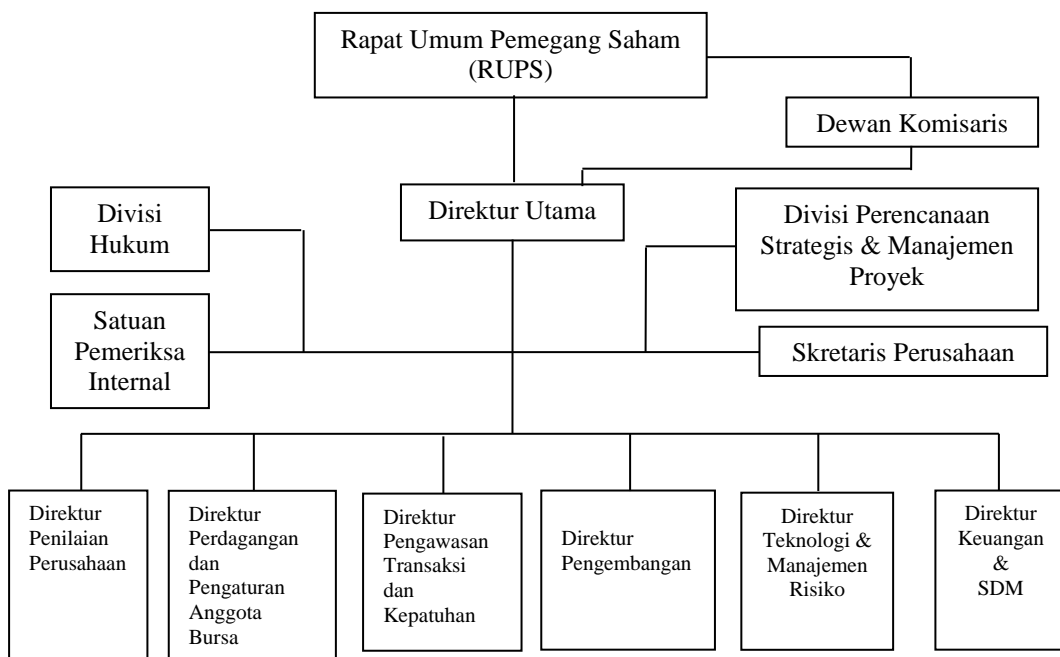 Rapat Umum Pemegang Saham
(RUPS)
Dewan Komisaris
Direktur Utama
Divisi
Hukum
Divisi Perencanaan
Strategis & Manajemen
Proyek
Satuan
Pemeriksa
Internal
Skretaris Perusahaan
Direktur
Penilaian
Perusahaan
Direktur
Perdagangan
dan
Pengaturan
Anggota
Bursa
Direktur
Pengawasan
Transaksi
dan
Kepatuhan
Direktur
Pengembangan
Direktur
Teknologi &
Manajemen
Risiko
Direktur
Keuangan
&
SDM